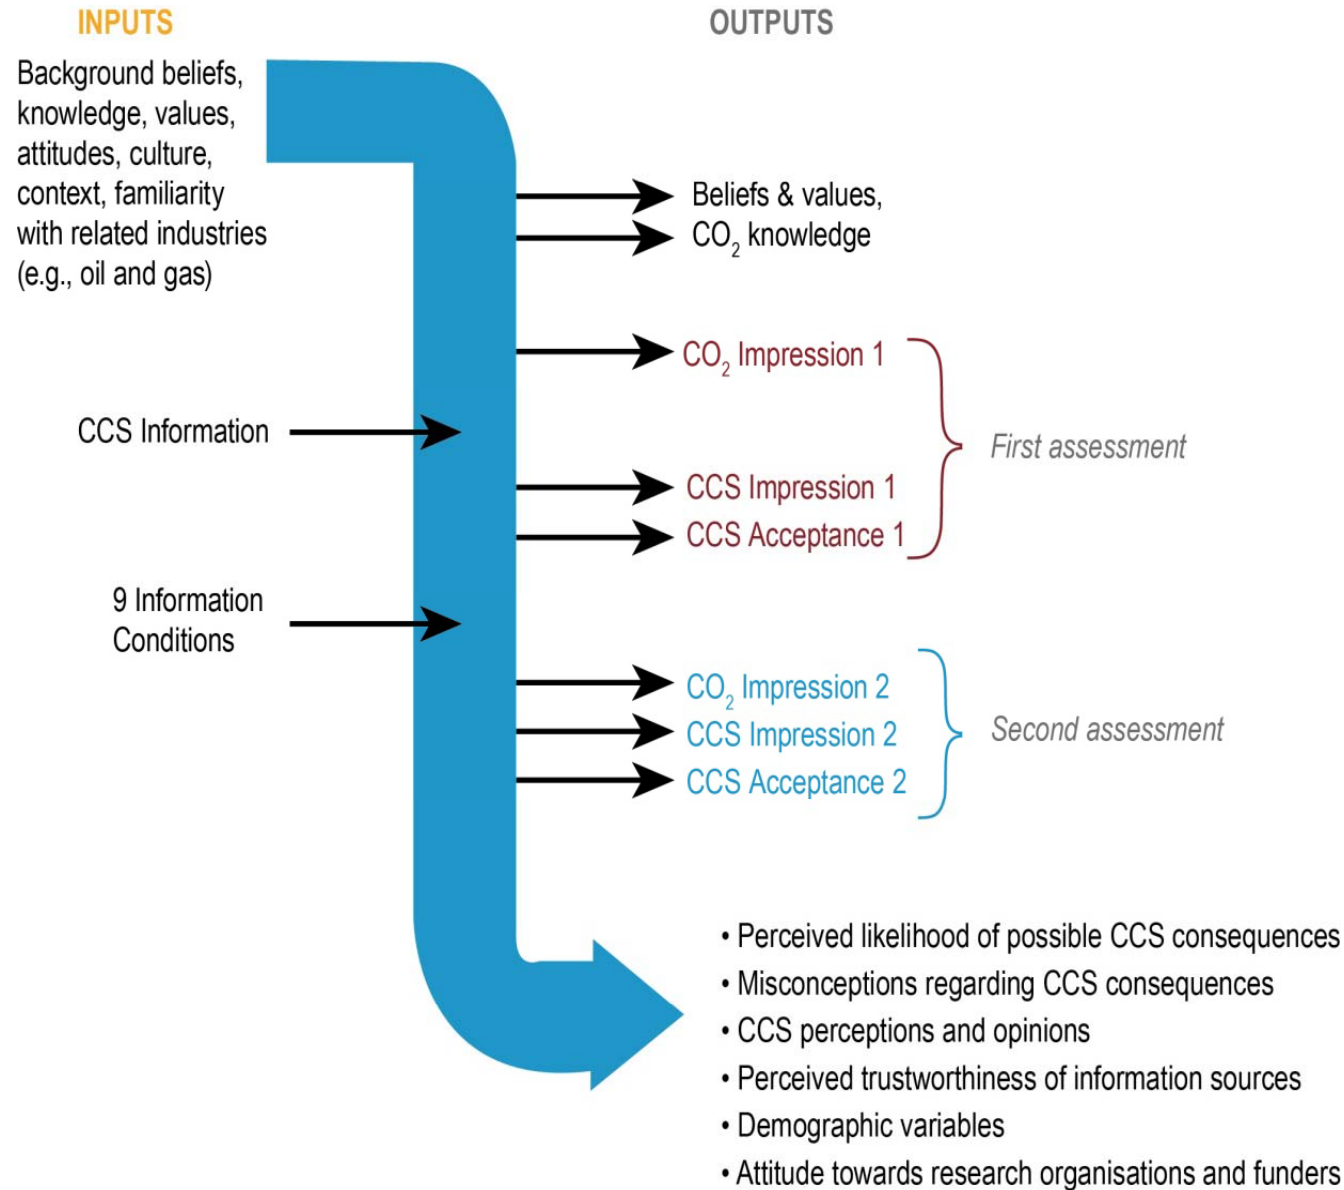 INPUTS
OUTPUTS
Background beliefs,
knowledge, values,
attitudes, culture,
context, familiarity
with related industries
(e.g., oil and gas)
Beliefs & values,
CO₂ knowledge
CO₂ Impression 1
CCS Information
First assessment
CCS Impression 1
CCS Acceptance 1
9 Information
Conditions
CO₂ Impression 2
CCS Impression 2
Second assessment
CCS Acceptance 2
• Perceived likelihood of possible CCS consequences
• Misconceptions regarding CCS consequences
• CCS perceptions and opinions
• Perceived trustworthiness of information sources
• Demographic variables
• Attitude towards research organisations and funders